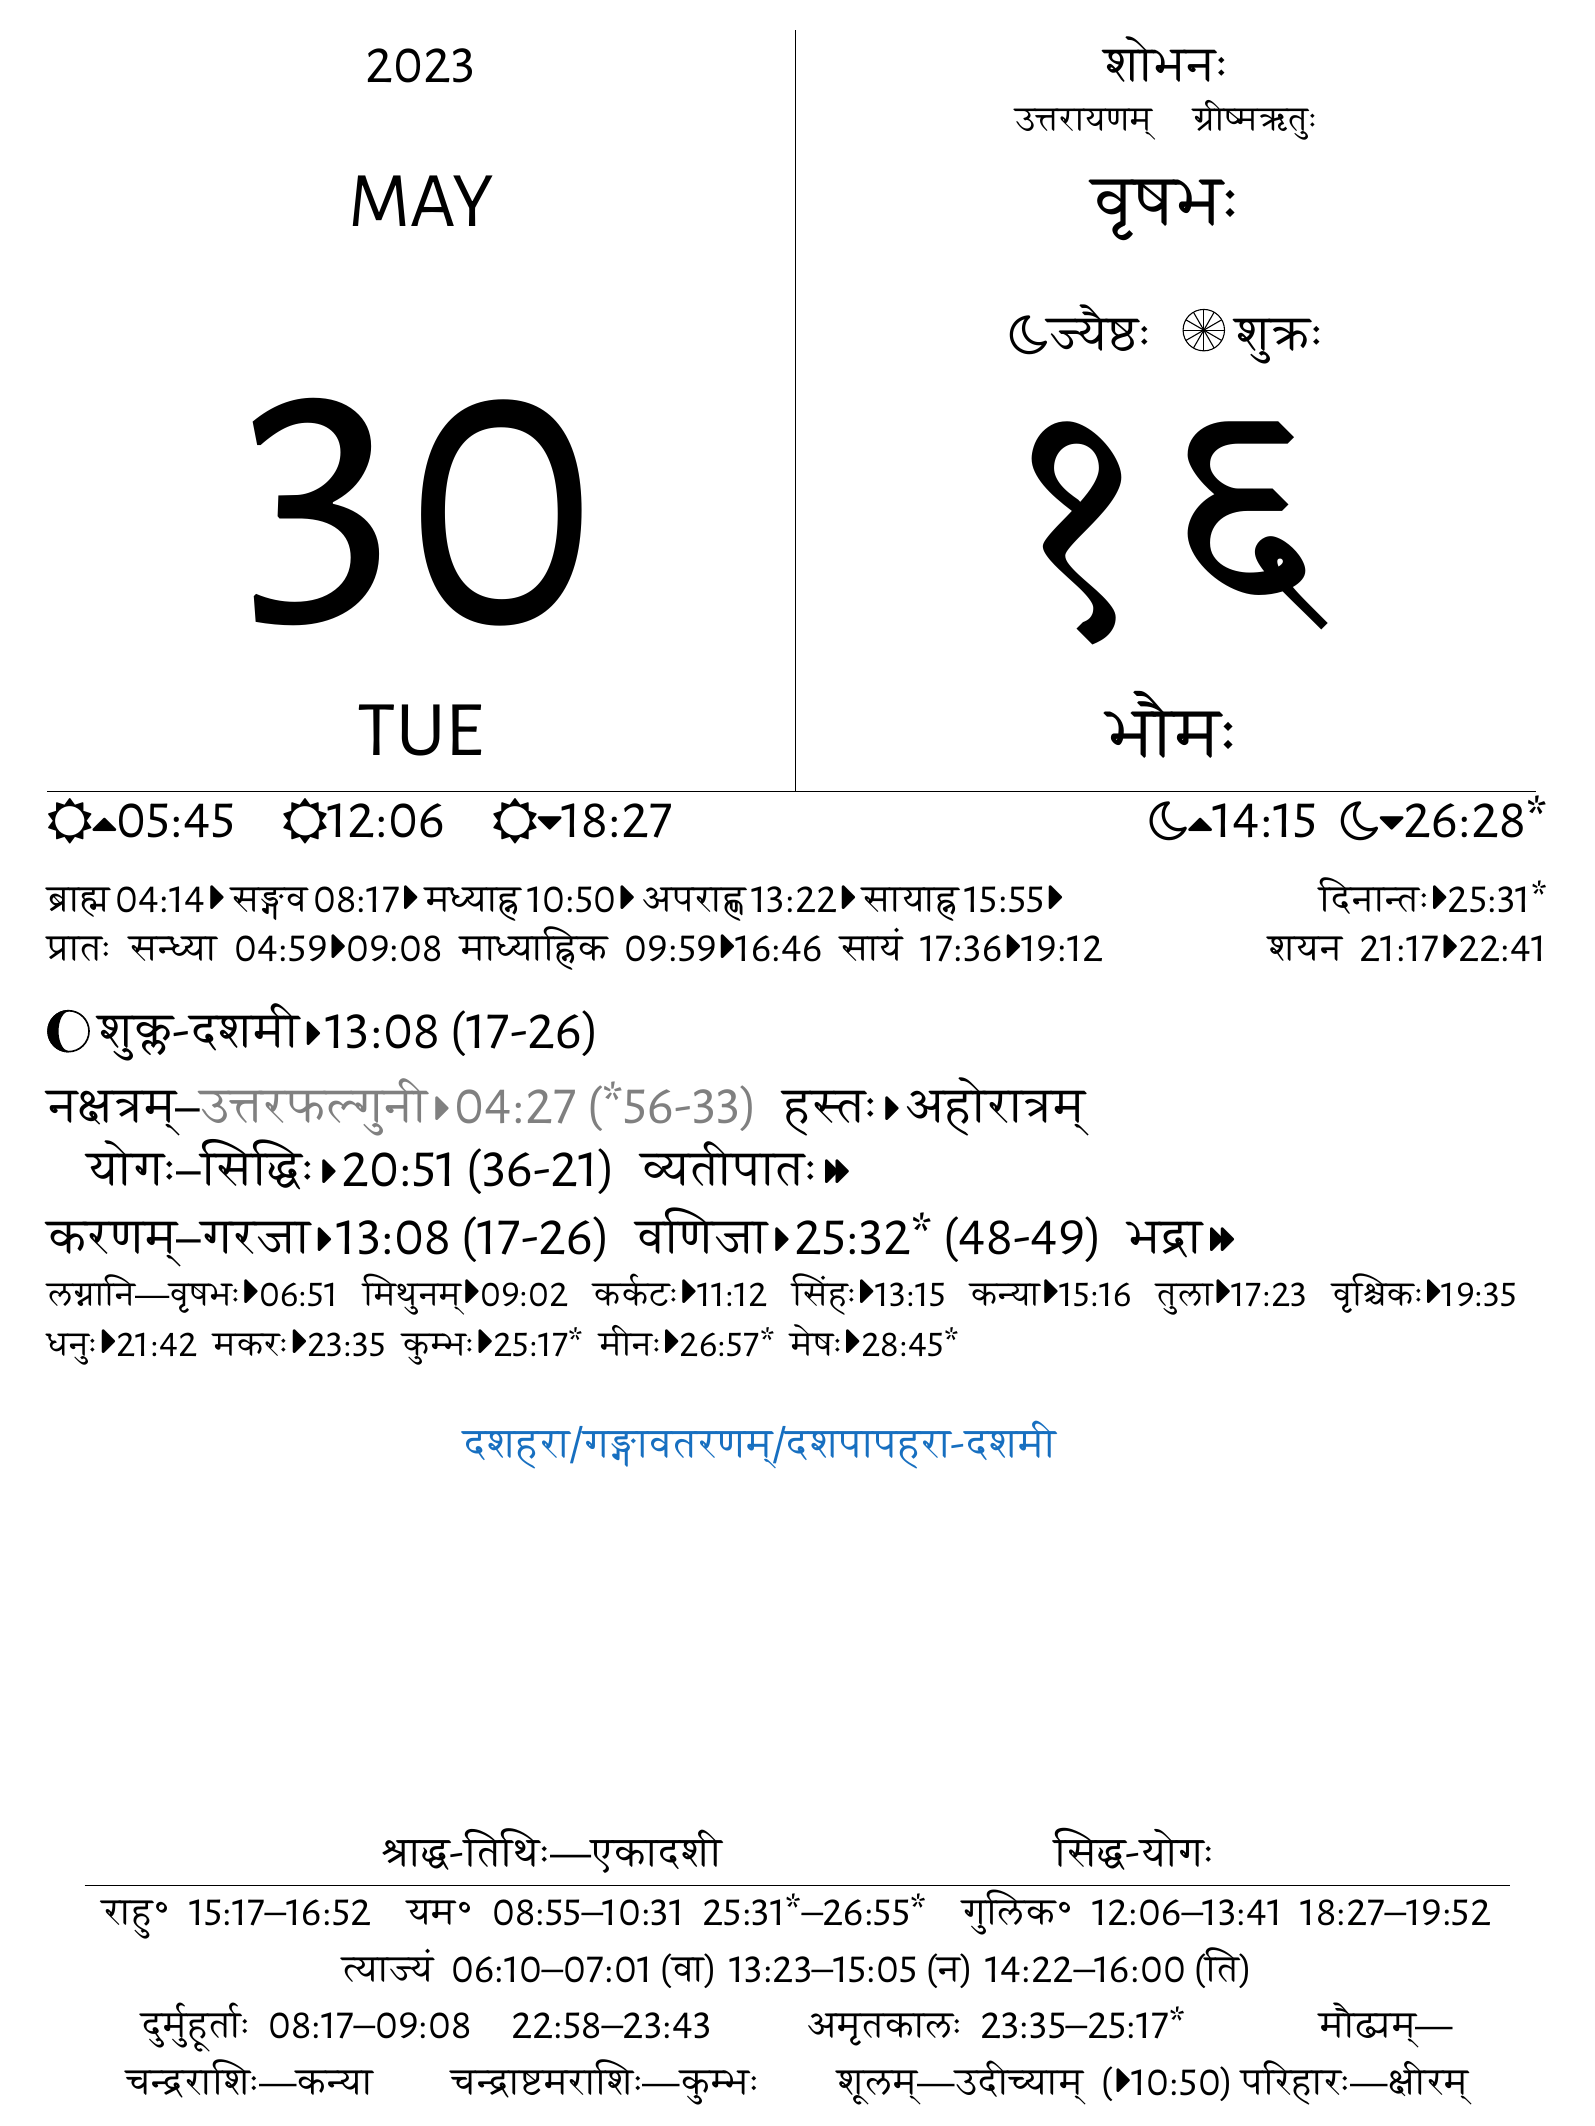 2023
MAY
30
TUE
शोभनः
उत्तरायणम् ग्रीष्मऋतुः
वृषभः
ज्यैष्ठः शुक्रः
१६
भौमः
05:45 12:06 18:27 14:15 26:28*
ब्राह्म 04:14 सङ्गव 08:17 मध्याह्न 10:50 अपराह्ण 13:22 सायाह्न 15:55 दिनान्तः 25:31*
प्रातः सन्ध्या 04:59 09:08 माध्याह्निक 09:59 16:46 सायं 17:36 19:12 शयन 21:17 22:41
शुक्ल-दशमी 13:08 (17-26)
नक्षत्रम्–उत्तरफल्गुनी 04:27 (*56-33) हस्तः अहोरात्रम्
योगः–सिद्धिः 20:51 (36-21) व्यतीपातः
करणम्–गरजा 13:08 (17-26) वणिजा 25:32* (48-49) भद्रा
लग्नानि—वृषभः 06:51 मिथुनम् 09:02 कर्कटः 11:12 सिंहः 13:15 कन्या 15:16 तुला 17:23 वृश्चिकः 19:35
धनुः 21:42 मकरः 23:35 कुम्भः 25:17* मीनः 26:57* मेषः 28:45*
दशहरा/गङ्गावतरणम्/दशपापहरा-दशमी
श्राद्ध-तिथिः—एकादशी सिद्ध-योगः
राहु॰ 15:17–16:52 यम॰ 08:55–10:31 25:31*–26:55* गुलिक॰ 12:06–13:41 18:27–19:52
त्याज्यं 06:10–07:01 (वा) 13:23–15:05 (न) 14:22–16:00 (ति)
दुर्मुहूर्ताः 08:17–09:08 22:58–23:43 अमृतकालः 23:35–25:17* मौढ्यम्—
चन्द्रराशिः—कन्या चन्द्राष्टमराशिः—कुम्भः शूलम्—उदीच्याम् (10:50) परिहारः—क्षीरम्